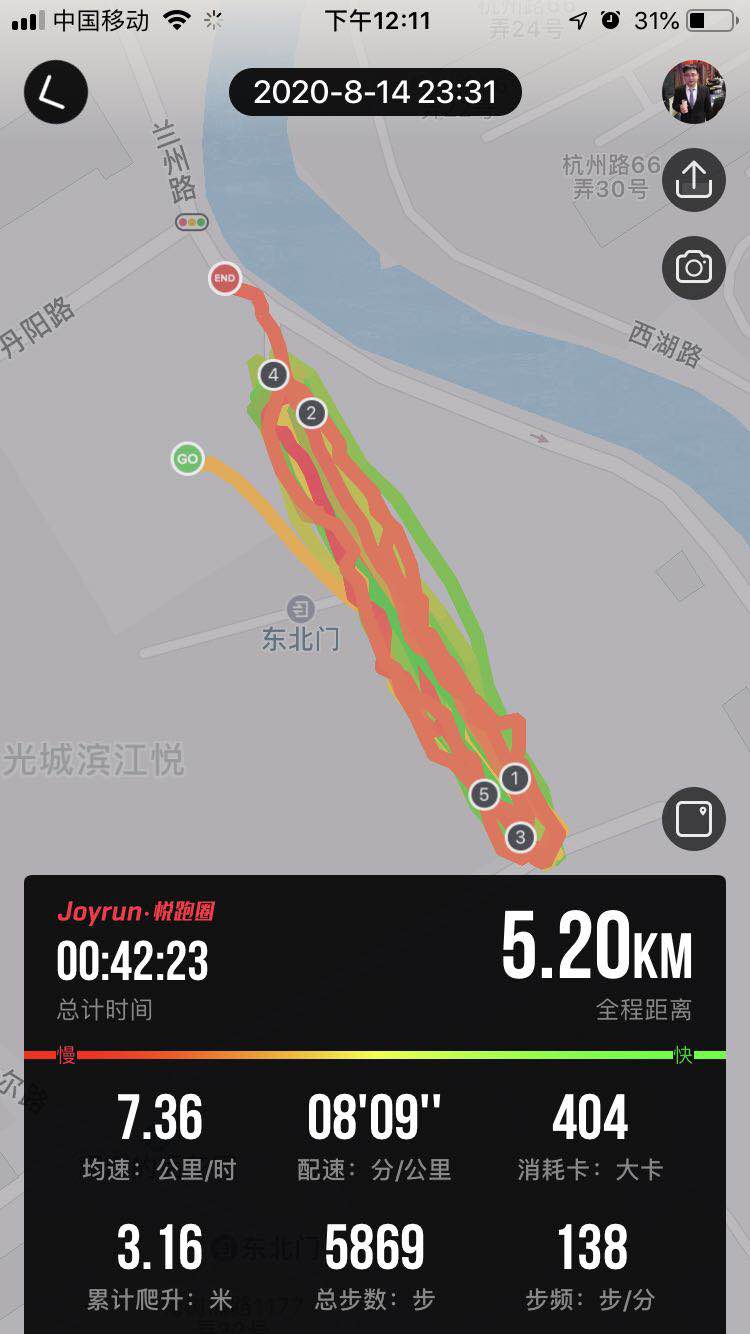 中国移动
下午12:11
31%
杭州路66
弄24号
2020-8-14 23:31
兰州路
杭州路66
弄30号
丹阳路
西湖路
END
4
2
GO
东北门
光城滨江悦
1
5
3
Joyrun·悦跑圈
00:42:23
总计时间
5.20KM
全程距离
慢
快
尔路
7.36
均速：公里/时
08'09''
配速：分/公里
404
消耗卡：大卡
东北门
3.16
累计爬升：米
5869
总步数：步
138
步频：步/分